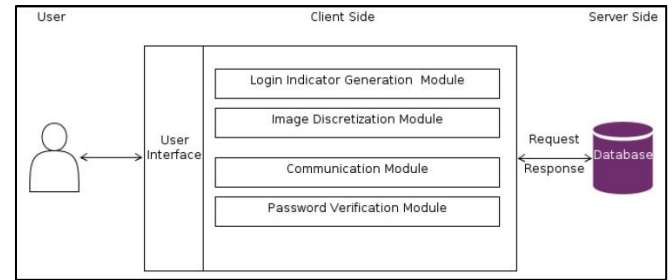 User
Client Side
Server Side
Login Indicator Generation Module
Image Discretization Module
User
Interface
Communication Module
Password Verification Module
Request
Response
Database